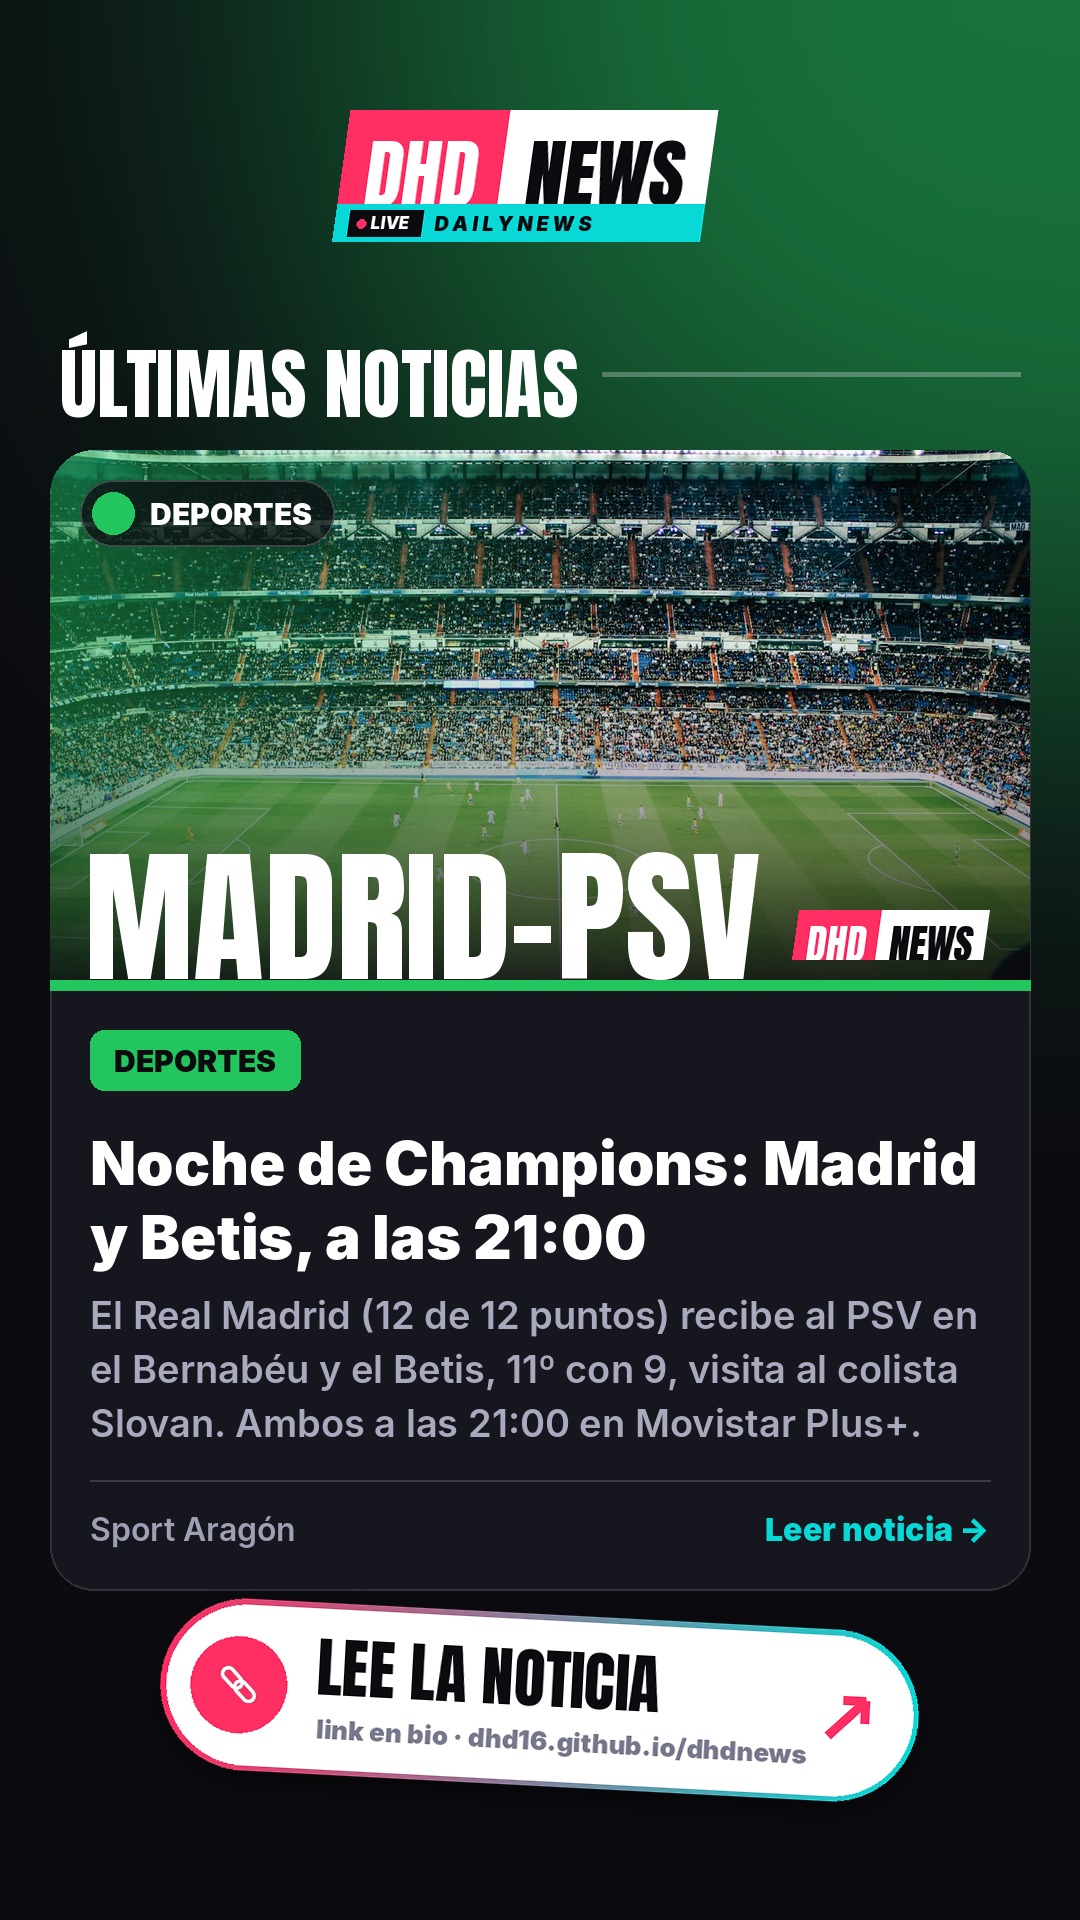 DHD NEWS
LIVE DAILYNEWS
ÚLTIMAS NOTICIAS
DEPORTES
MADRID-PSV
DHD NEWS
DEPORTES
Noche de Champions: Madrid
y Betis, a las 21:00
El Real Madrid (12 de 12 puntos) recibe al PSV en
el Bernabéu y el Betis, 11º con 9, visita al colista
Slovan. Ambos a las 21:00 en Movistar Plus+.
Sport Aragón
Leer noticia →
LEE LA NOTICIA
link en bio · dhd16.github.io/dhdnews